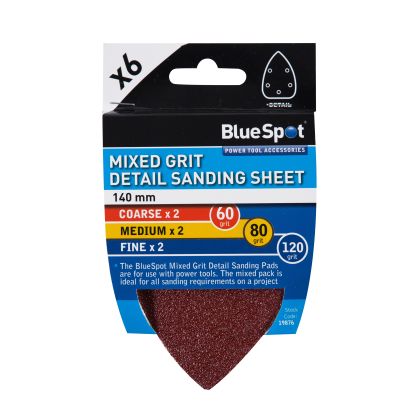 x6
DETAIL
BlueSpot
POWER TOOL ACCESSORIES
MIXED GRIT
DETAIL SANDING SHEET
140 mm
COARSE x 2 60 grit
MEDIUM x 2 80 grit
FINE x 2 120 grit
• The BlueSpot Mixed Grit Detail Sanding Pads
are for use with power tools. The mixed pack is
ideal for all sanding requirements on a project
Stock
Code:
19876